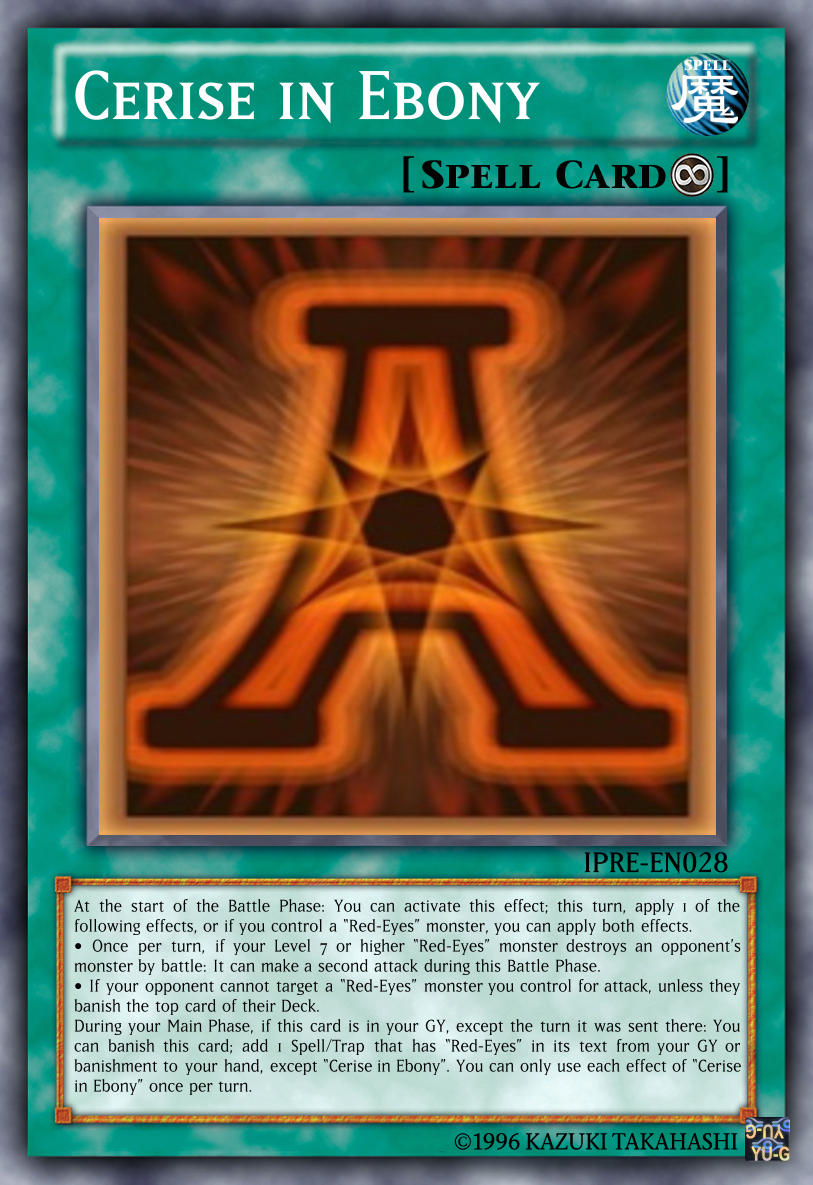 Cerise in Ebony
SPELL
魔
[Spell Card]
A
IPRE-EN028
At the start of the Battle Phase: You can activate this effect; this turn, apply 1 of the
following effects, or if you control a "Red-Eyes" monster, you can apply both effects.
• Once per turn, if your Level 7 or higher "Red-Eyes" monster destroys an opponent's
monster by battle: It can make a second attack during this Battle Phase.
• If your opponent cannot target a "Red-Eyes" monster you control for attack, unless they
banish the top card of their Deck.
During your Main Phase, if this card is in your GY, except the turn it was sent there: You
can banish this card; add 1 Spell/Trap that has "Red-Eyes" in its text from your GY or
banishment to your hand, except "Cerise in Ebony". You can only use each effect of "Cerise
in Ebony" once per turn.
©1996 KAZUKI TAKAHASHI
YU-G
YU-G